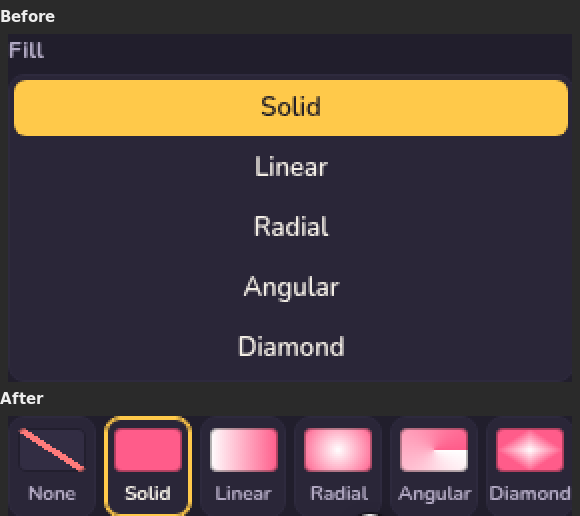 Before
Fill
Solid
Linear
Radial
Angular
Diamond
After
None Solid Linear Radial Angular Diamond